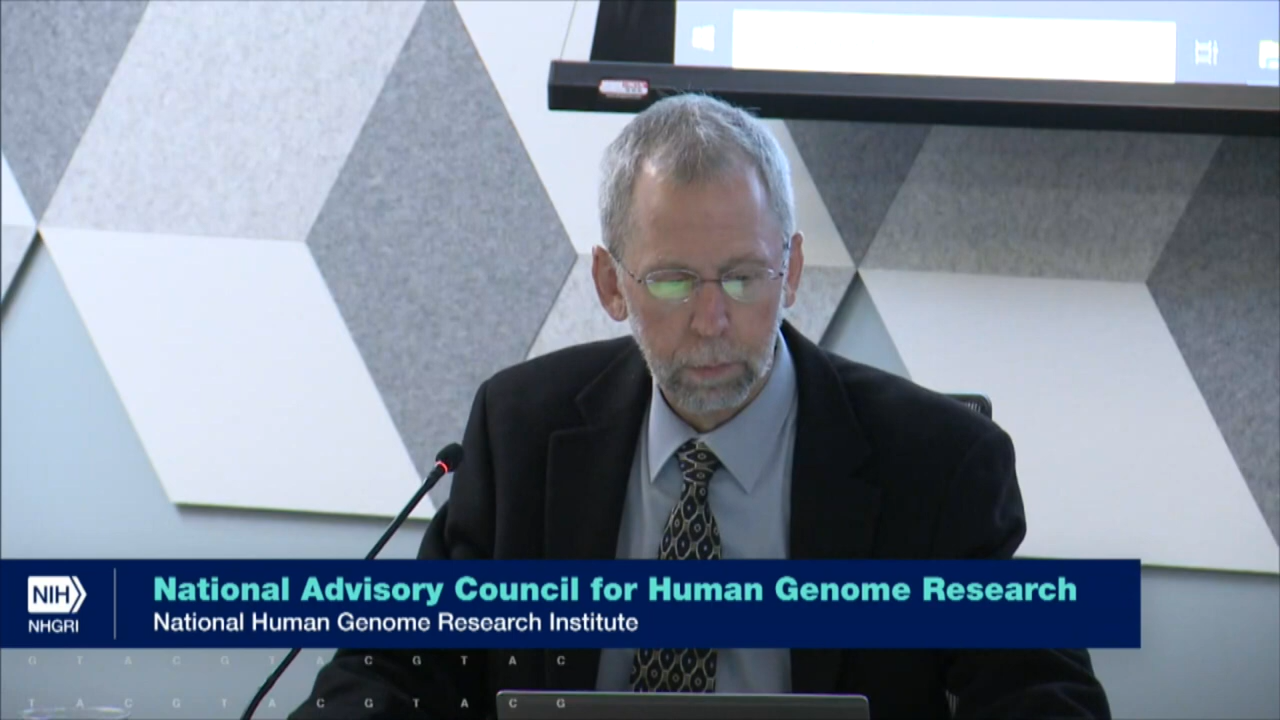 NIH
NHGRI
National Advisory Council for Human Genome Research
National Human Genome Research Institute
G T A C G T A C G T A C
T A C G T A C G T A C G